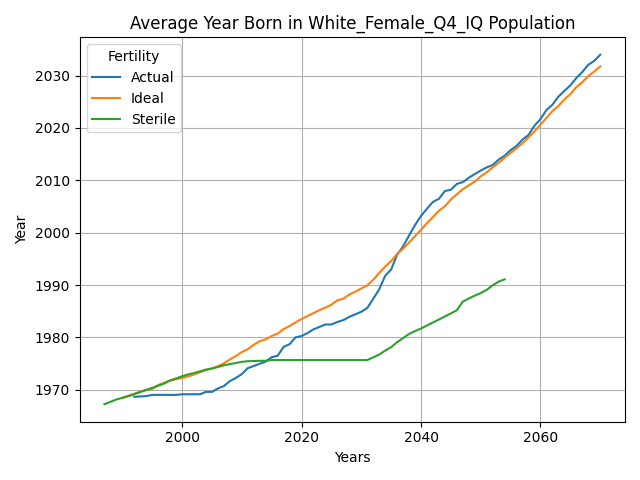 Average Year Born in White_Female_Q4_IQ Population
Fertility
Actual
Ideal
Sterile
Year
2030
2020
2010
2000
1990
1980
1970
2000 2020 2040 2060
Years